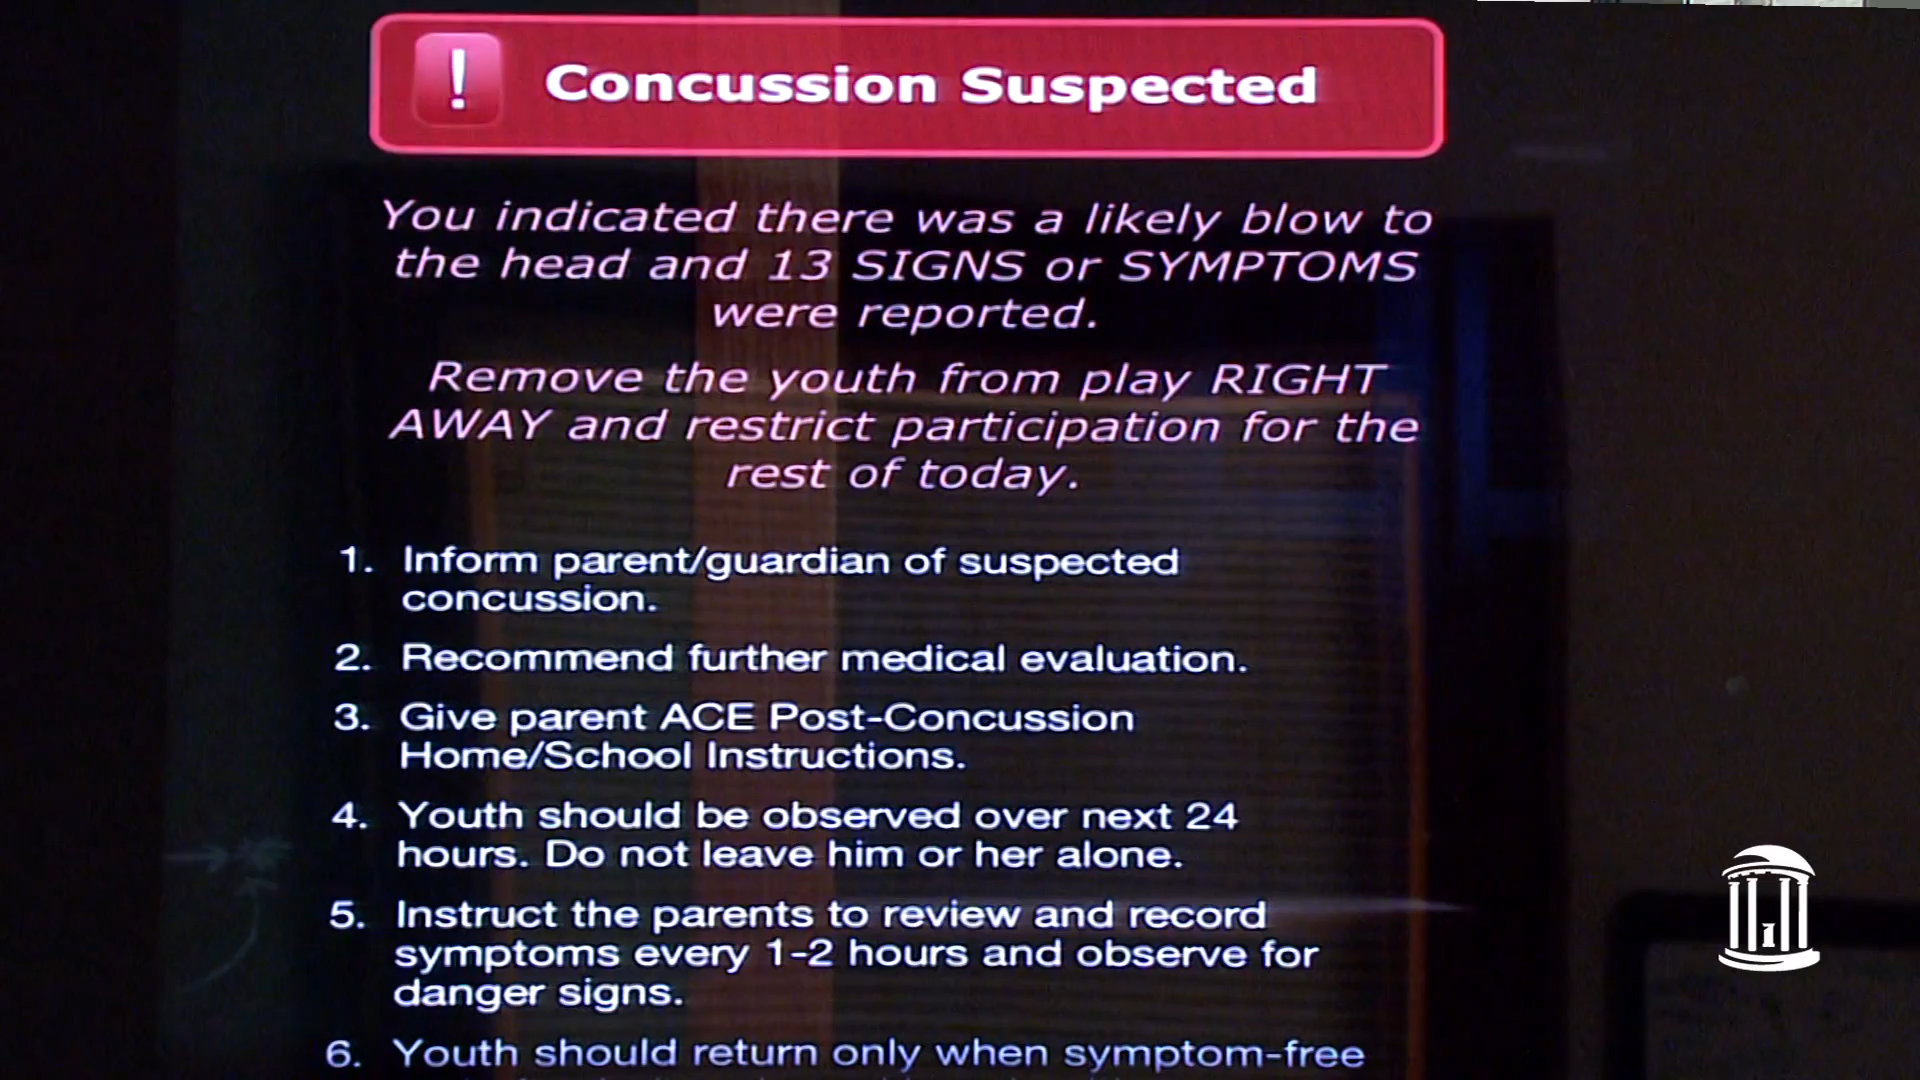 ! Concussion Suspected
You indicated there was a likely blow to
the head and 13 SIGNS or SYMPTOMS
were reported.
Remove the youth from play RIGHT
AWAY and restrict participation for the
rest of today.
1. Inform parent/guardian of suspected
concussion.
2. Recommend further medical evaluation.
3. Give parent ACE Post-Concussion
Home/School Instructions.
4. Youth should be observed over next 24
hours. Do not leave him or her alone.
5. Instruct the parents to review and record
symptoms every 1-2 hours and observe for
danger signs.
6. Youth should return only when symptom-free